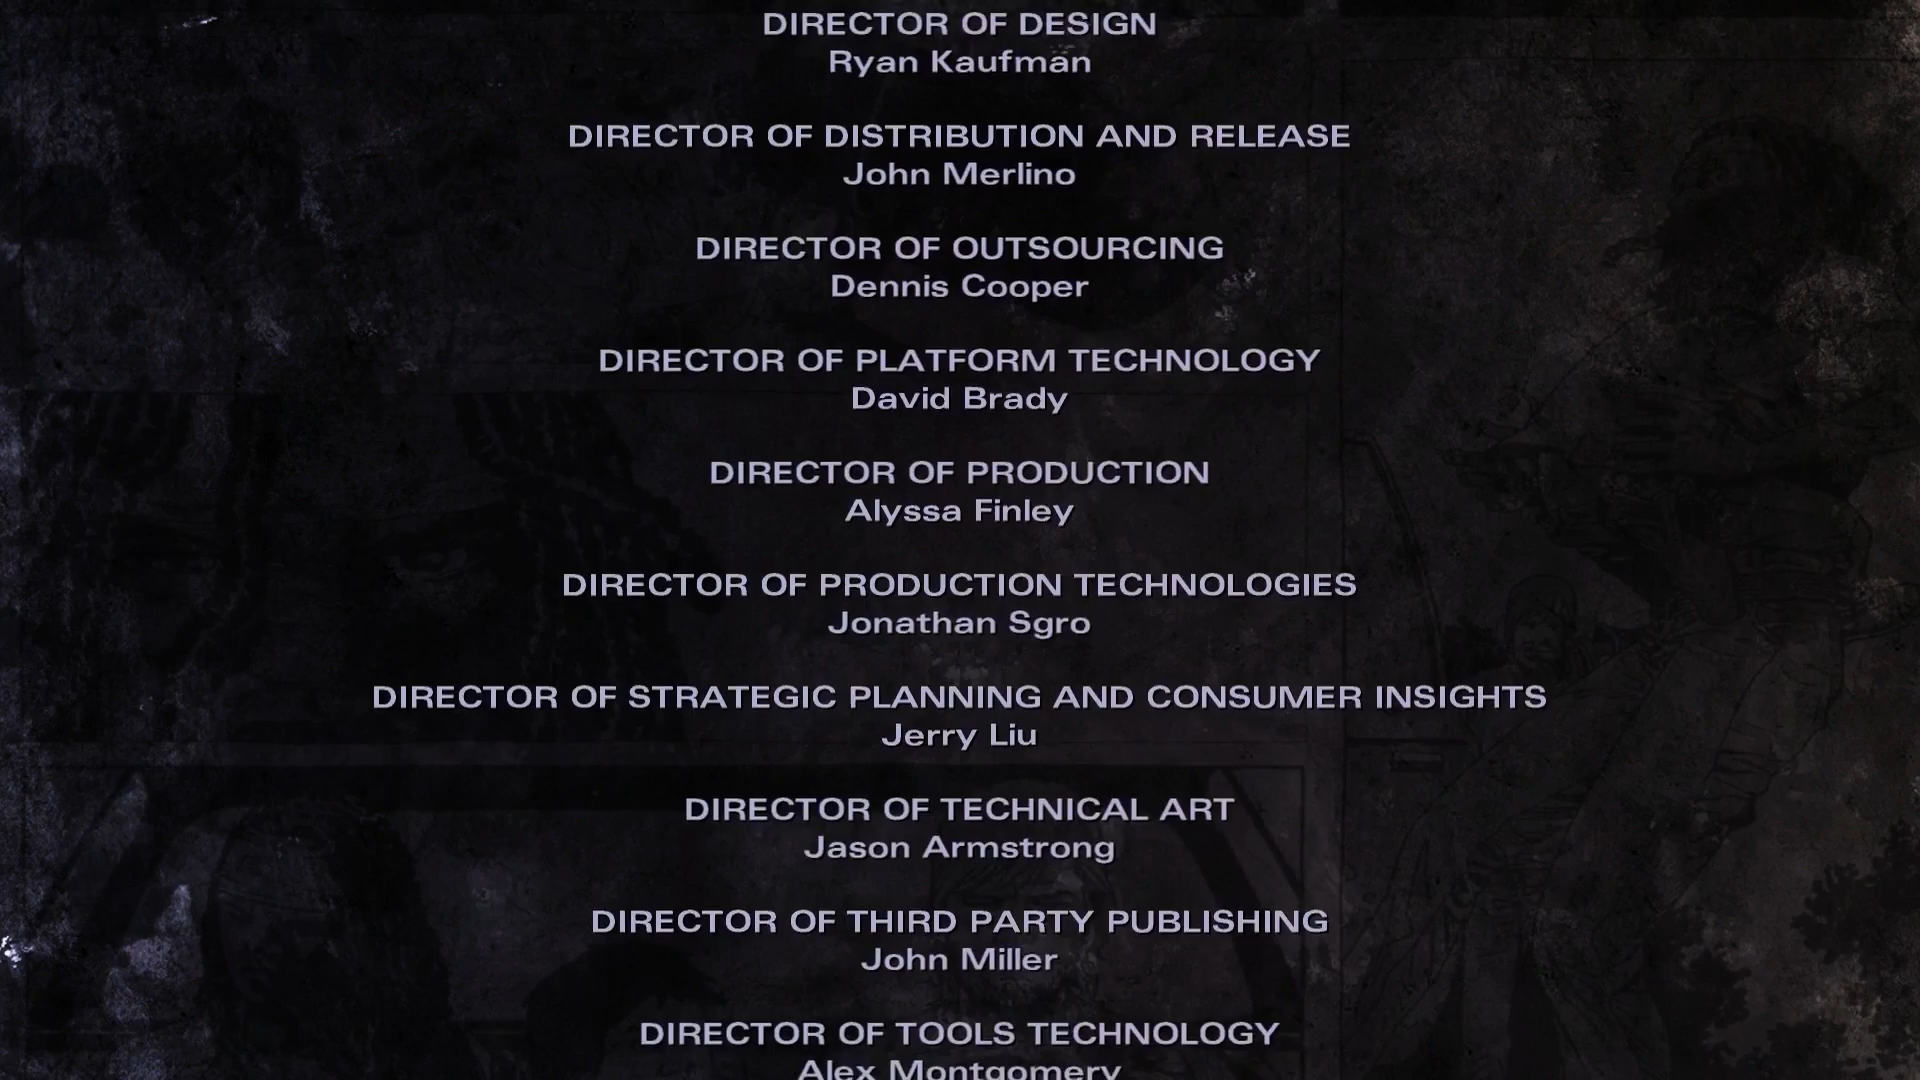 DIRECTOR OF DESIGN
Ryan Kaufman
DIRECTOR OF DISTRIBUTION AND RELEASE
John Merlino
DIRECTOR OF OUTSOURCING
Dennis Cooper
DIRECTOR OF PLATFORM TECHNOLOGY
David Brady
DIRECTOR OF PRODUCTION
Alyssa Finley
DIRECTOR OF PRODUCTION TECHNOLOGIES
Jonathan Sgro
DIRECTOR OF STRATEGIC PLANNING AND CONSUMER INSIGHTS
Jerry Liu
DIRECTOR OF TECHNICAL ART
Jason Armstrong
DIRECTOR OF THIRD PARTY PUBLISHING
John Miller
DIRECTOR OF TOOLS TECHNOLOGY
Alex Montgomery